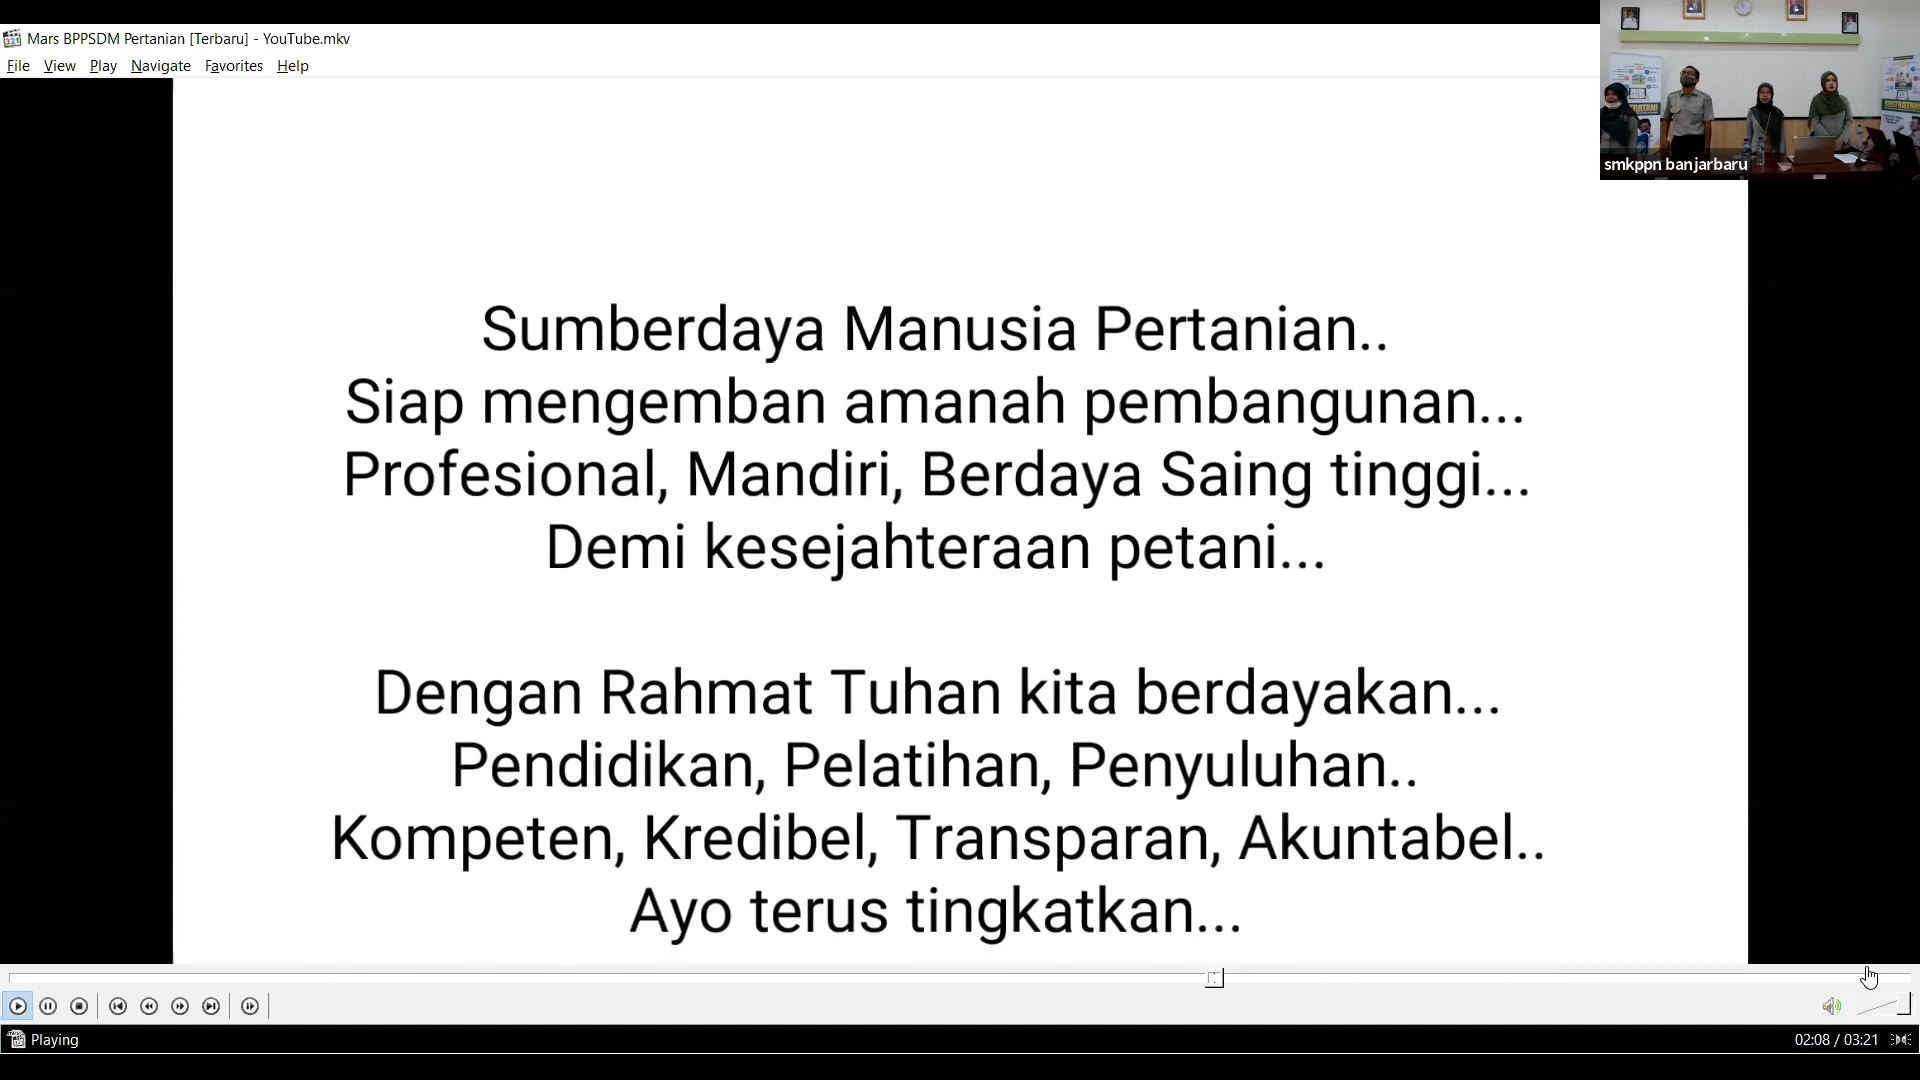 Mars BPPSDM Pertanian [Terbaru] - YouTube.mkv
File View Play Navigate Favorites Help
KOSTRATANI
smkppn banjarbaru
Sumberdaya Manusia Pertanian..
Siap mengemban amanah pembangunan...
Profesional, Mandiri, Berdaya Saing tinggi...
Demi kesejahteraan petani...
Dengan Rahmat Tuhan kita berdayakan...
Pendidikan, Pelatihan, Penyuluhan..
Kompeten, Kredibel, Transparan, Akuntabel..
Ayo terus tingkatkan...
Playing
02:08 / 03:21